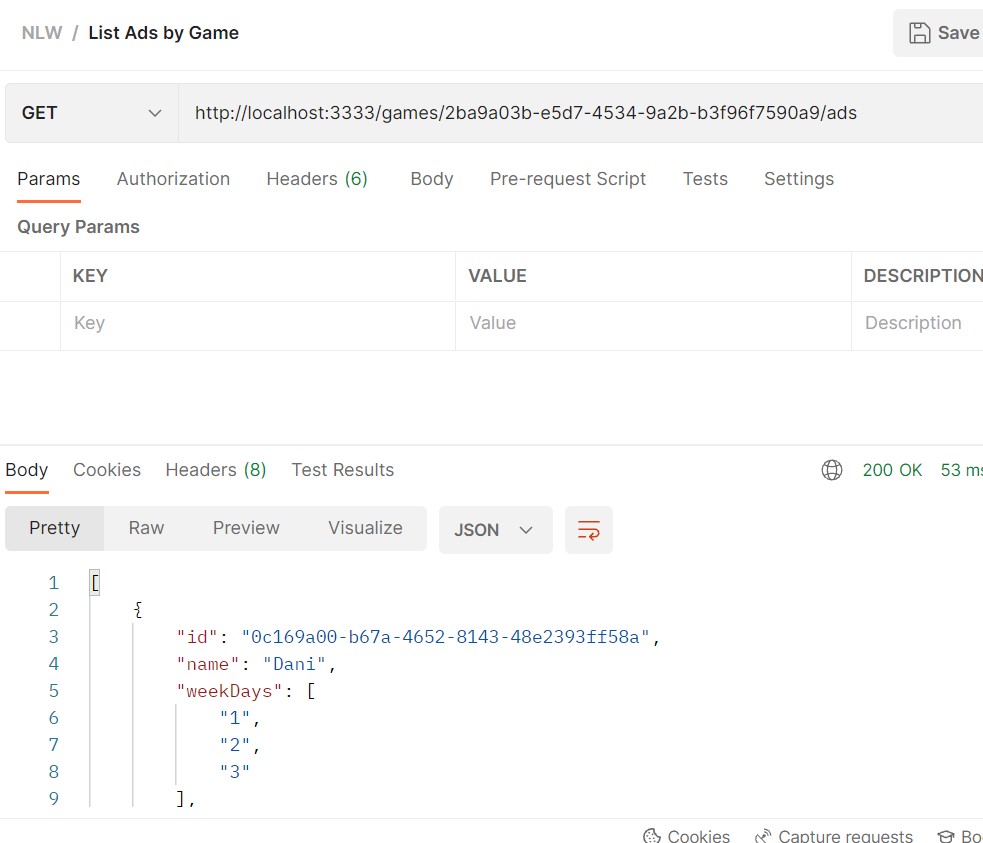 NLW / List Ads by Game
Save
GET
http://localhost:3333/games/2ba9a03b-e5d7-4534-9a2b-b3f96f7590a9/ads
Params Authorization Headers (6) Body Pre-request Script Tests Settings
Query Params
KEY VALUE DESCRIPTION
Key Value Description
Body Cookies Headers (8) Test Results 200 OK 53 ms
Pretty Raw Preview Visualize JSON
1 [
2 {
3 "id": "0c169a00-b67a-4652-8143-48e2393ff58a",
4 "name": "Dani",
5 "weekDays": [
6 "1",
7 "2",
8 "3"
9 ],
Cookies Capture requests Boo